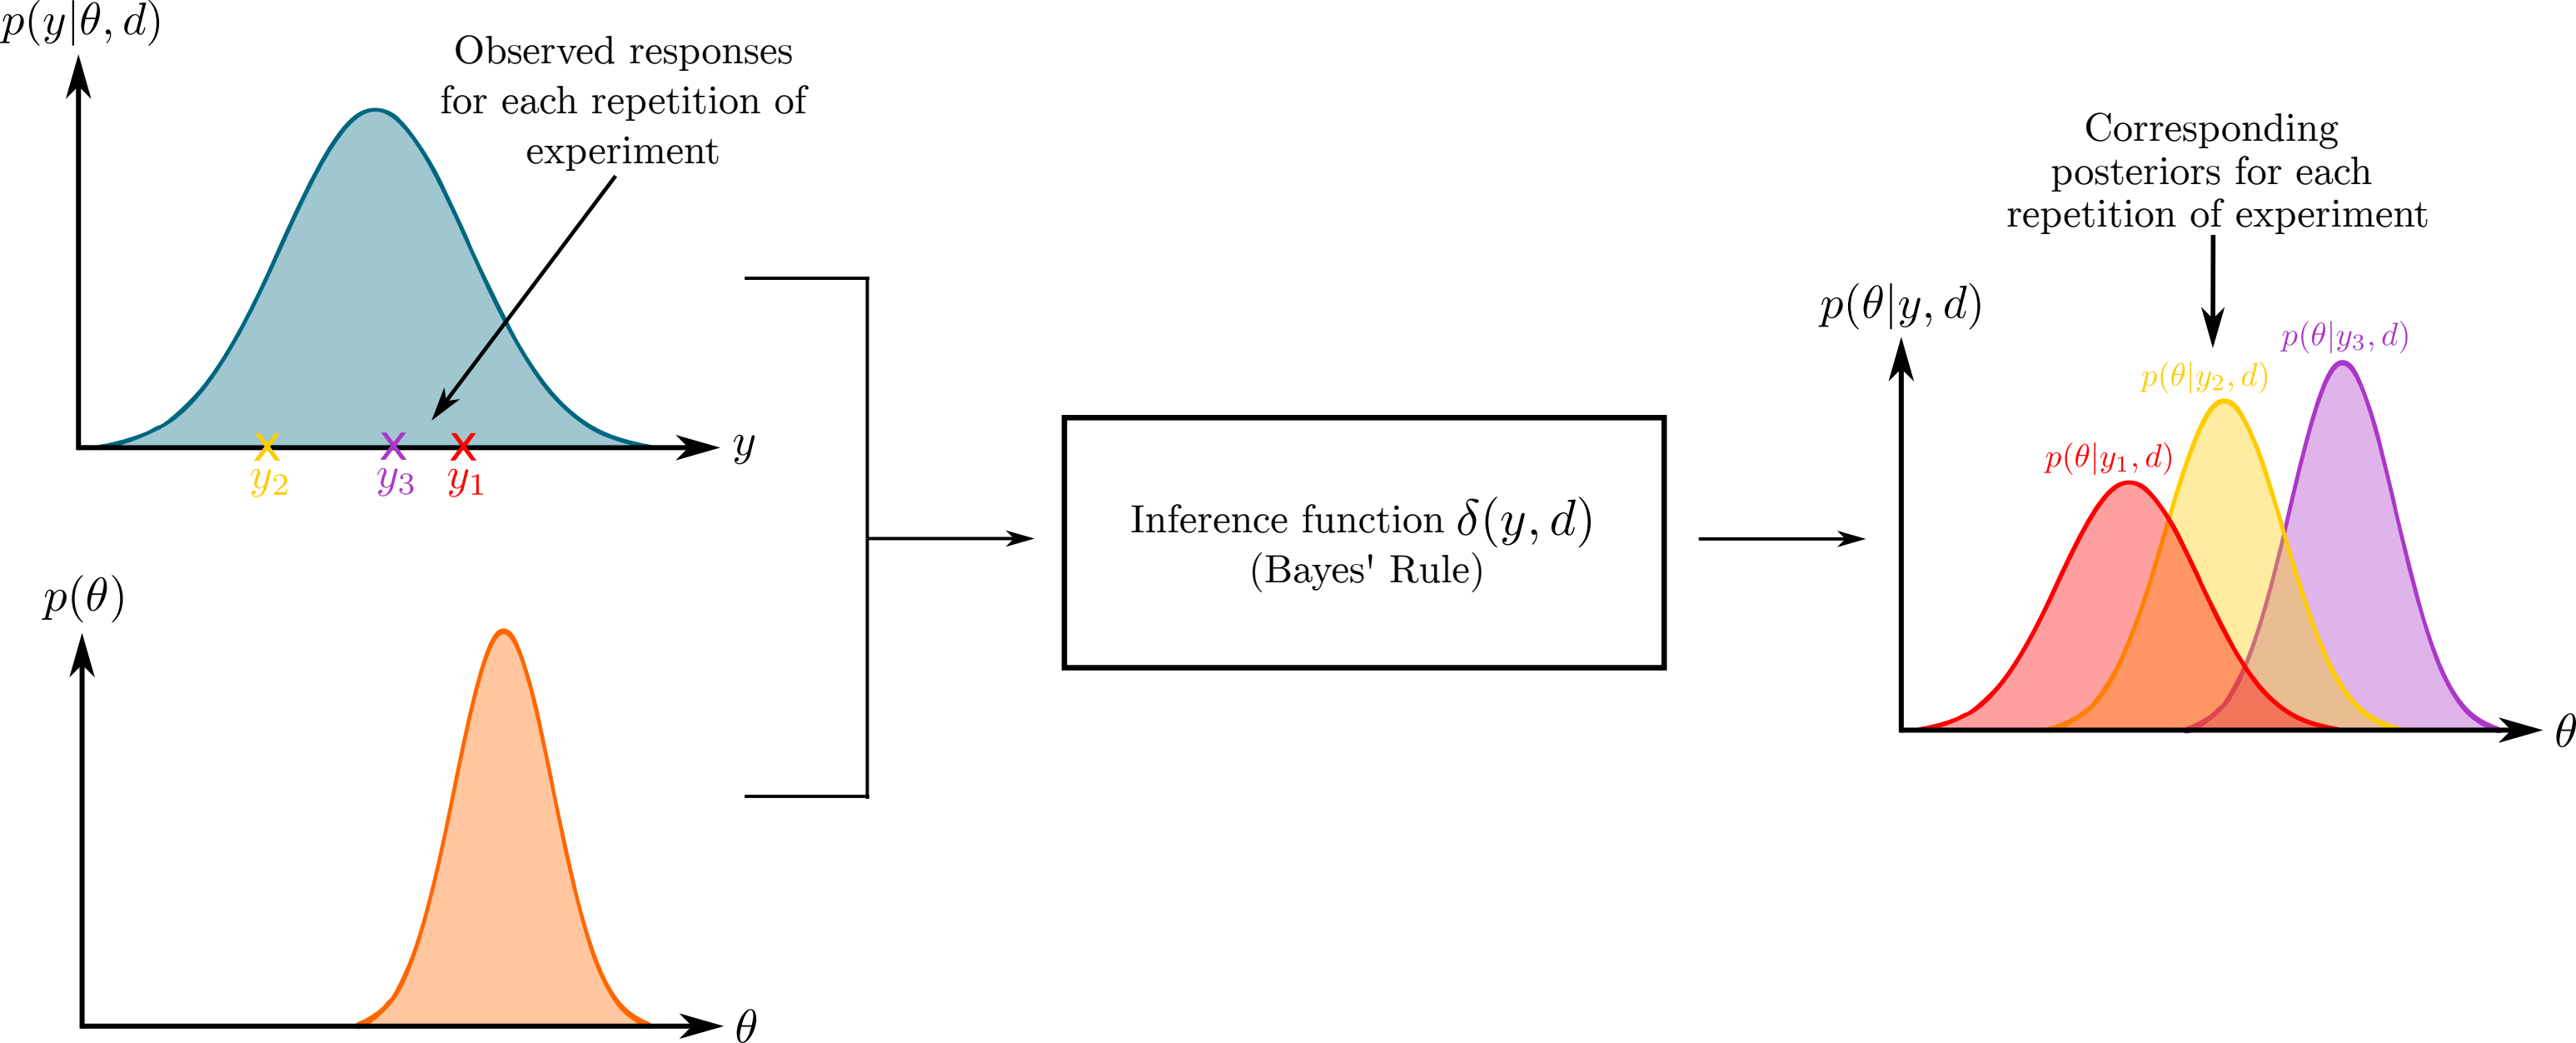 p(y|θ, d)
Observed responses
for each repetition of
experiment
y
y₂
y₃
y₁
p(θ)
θ
Inference function δ(y, d)
(Bayes' Rule)
Corresponding
posteriors for each
repetition of experiment
p(θ|y, d)
p(θ|y₃, d)
p(θ|y₂, d)
p(θ|y₁, d)
θ